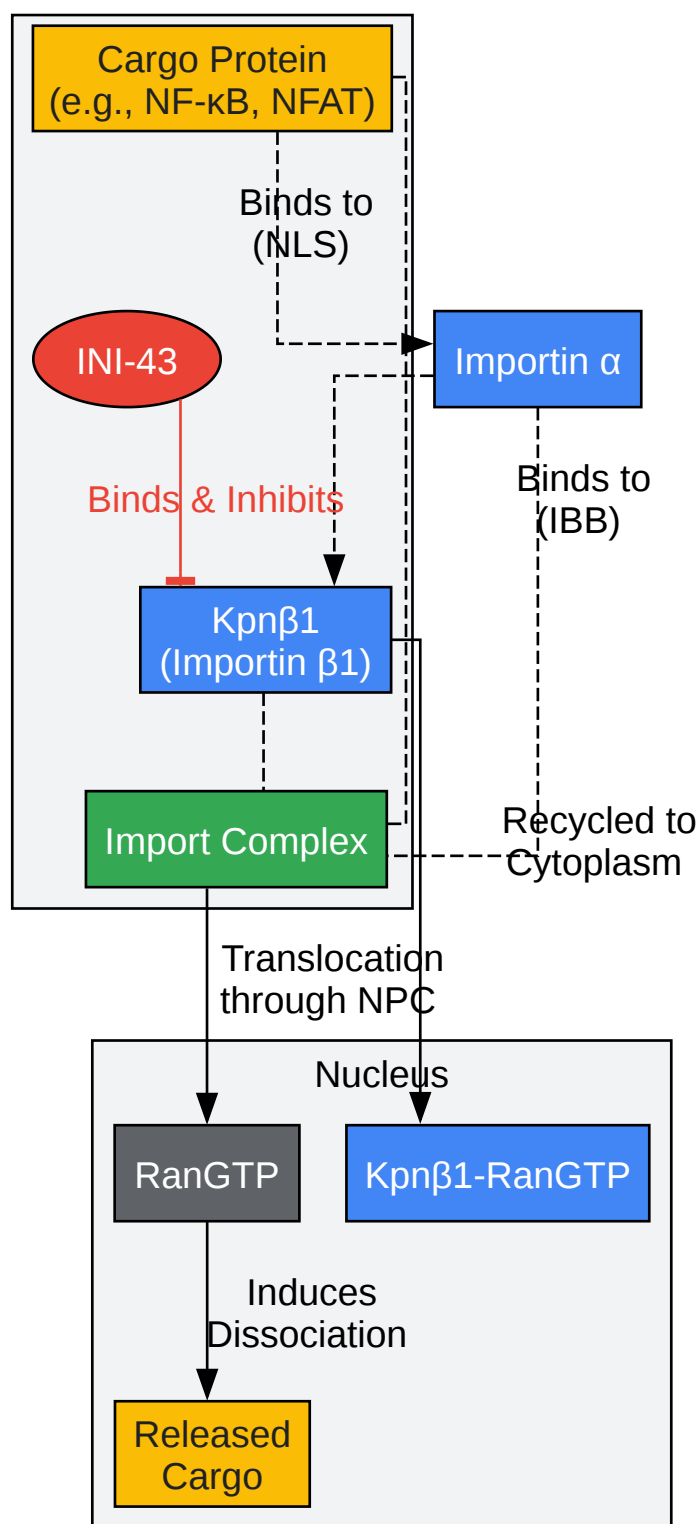 Cargo Protein
(e.g., NF-κB, NFAT)
Binds to
(NLS)
INI-43
Importin α
Binds & Inhibits
Binds to
(IBB)
Kpnβ1
(Importin β1)
Import Complex
Recycled to
Cytoplasm
Translocation
through NPC
Nucleus
RanGTP
Kpnβ1-RanGTP
Induces
Dissociation
Released
Cargo